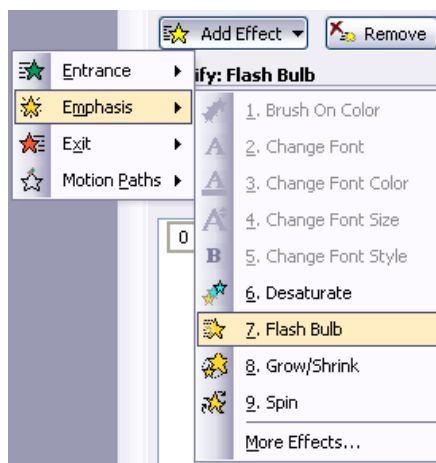 Add Effect Remove
Entrance
ify: Flash Bulb
Emphasis
Exit
Motion Paths
0
1. Brush On Color
2. Change Font
3. Change Font Color
4. Change Font Size
5. Change Font Style
6. Desaturate
7. Flash Bulb
8. Grow/Shrink
9. Spin
More Effects...